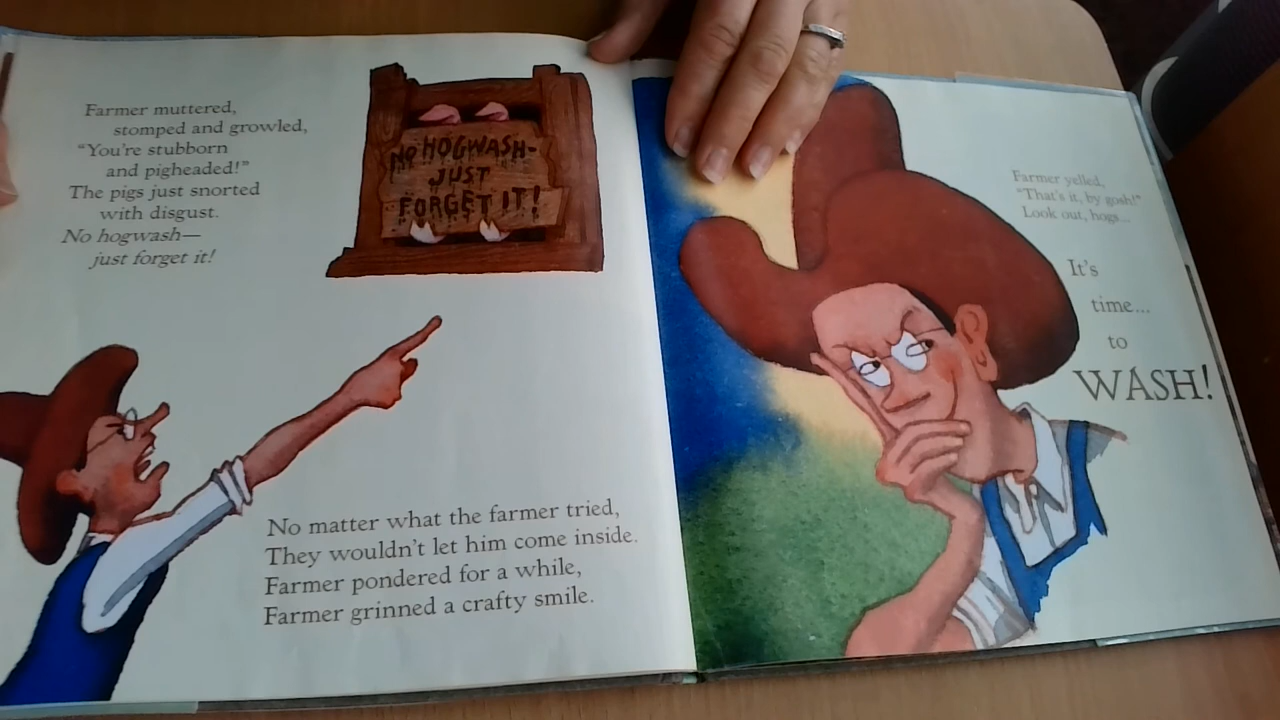 Farmer muttered,
stomped and growled,
"You're stubborn
and pigheaded!"
The pigs just snorted
with disgust.
No hogwash—
just forget it!
NO HOGWASH-
JUST
FORGET IT!
No matter what the farmer tried,
They wouldn't let him come inside.
Farmer pondered for a while,
Farmer grinned a crafty smile.
Farmer yelled,
"That's it, by gosh!"
Look out, hogs...
It's
time...
to
WASH!